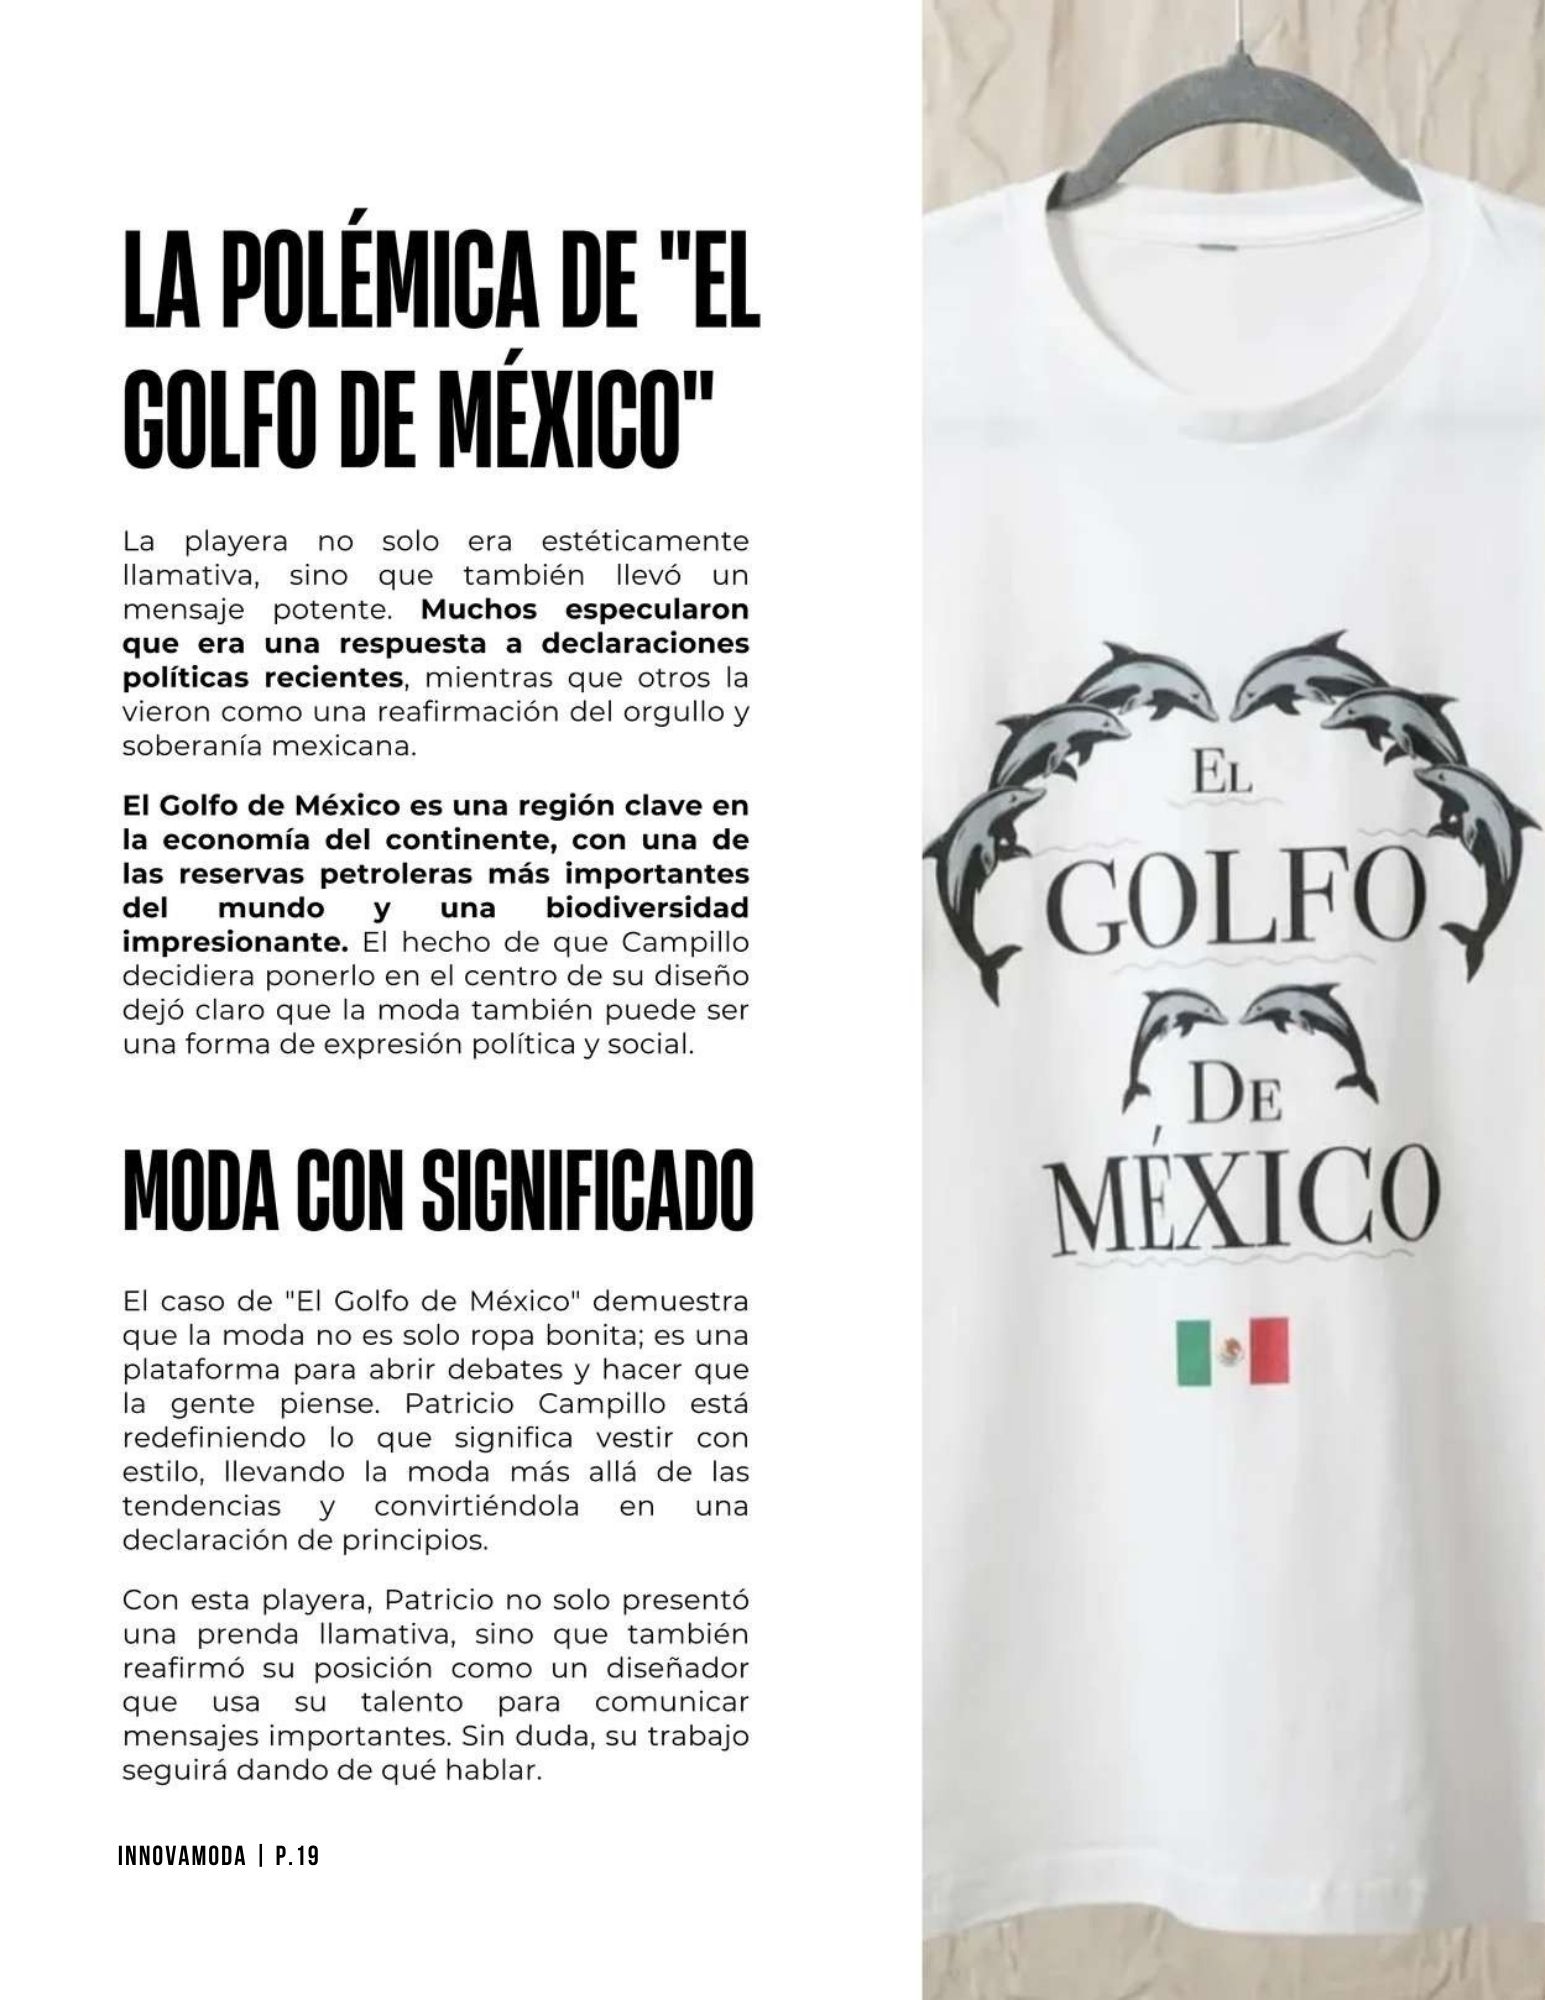 LA POLÉMICA DE "EL
GOLFO DE MÉXICO"
La playera no solo era estéticamente
llamativa, sino que también llevó un
mensaje potente. Muchos especularon
que era una respuesta a declaraciones
políticas recientes, mientras que otros la
vieron como una reafirmación del orgullo y
soberanía mexicana.
El Golfo de México es una región clave en
la economía del continente, con una de
las reservas petroleras más importantes
del mundo y una biodiversidad
impresionante. El hecho de que Campillo
decidiera ponerlo en el centro de su diseño
dejó claro que la moda también puede ser
una forma de expresión política y social.
MODA CON SIGNIFICADO
El caso de "El Golfo de México" demuestra
que la moda no es solo ropa bonita; es una
plataforma para abrir debates y hacer que
la gente piense. Patricio Campillo está
redefiniendo lo que significa vestir con
estilo, llevando la moda más allá de las
tendencias y convirtiéndola en una
declaración de principios.
Con esta playera, Patricio no solo presentó
una prenda llamativa, sino que también
reafirmó su posición como un diseñador
que usa su talento para comunicar
mensajes importantes. Sin duda, su trabajo
seguirá dando de qué hablar.
INNOVAMODA | P.19
EL
GOLFO
DE
MÉXICO